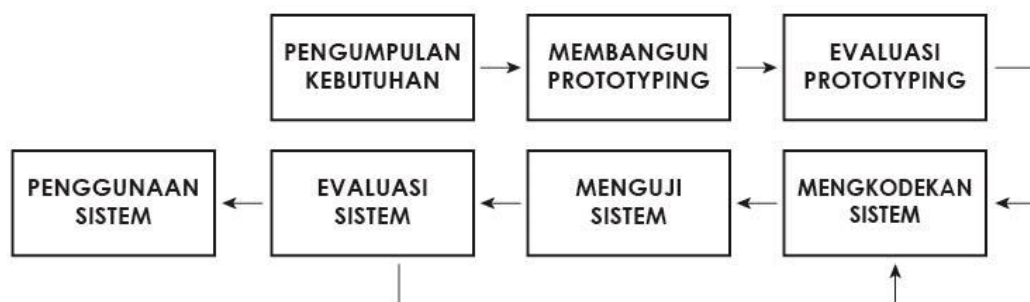 PENGUMPULAN
KEBUTUHAN
MEMBANGUN
PROTOTYPING
EVALUASI
PROTOTYPING
MENGKODEKAN
SISTEM
MENGUJI
SISTEM
EVALUASI
SISTEM
PENGGUNAAN
SISTEM